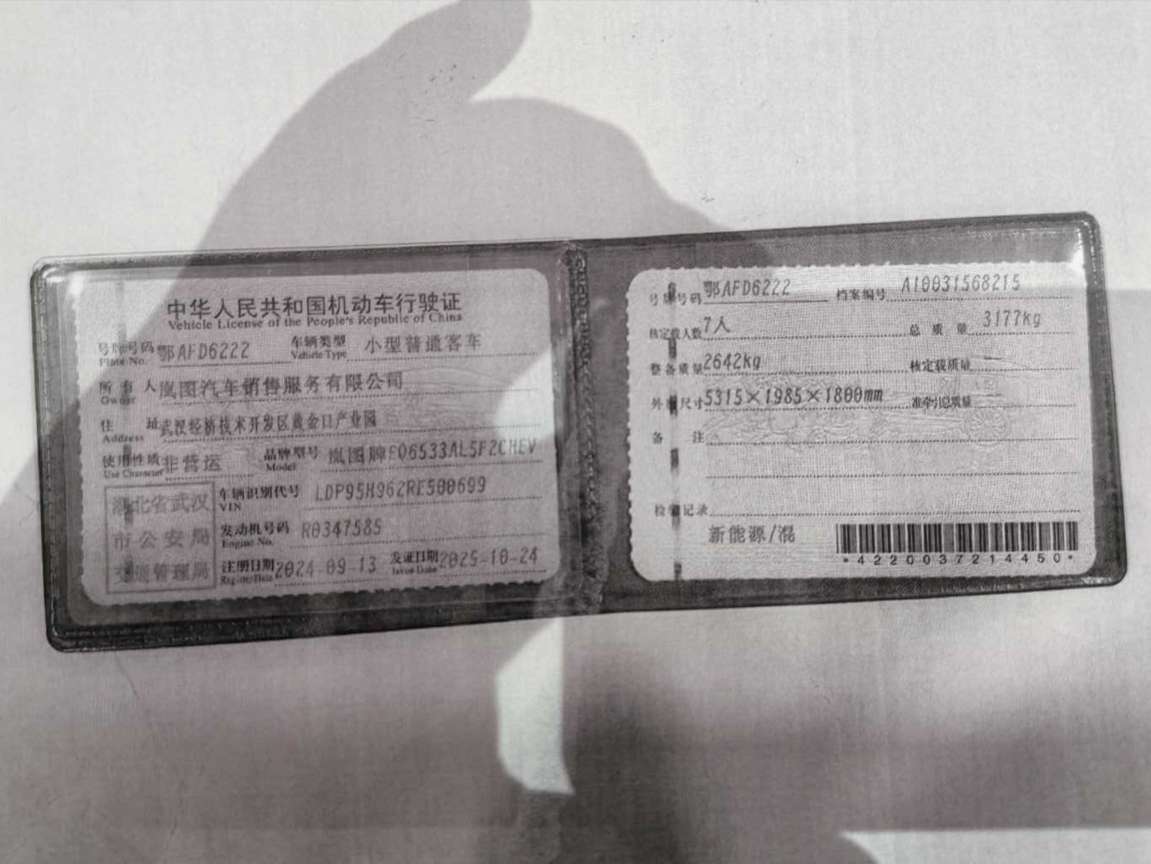 中华人民共和国机动车行驶证
Vehicle License of the People's Republic of China
号牌号码 鄂AFD6222 车辆类型 小型普通客车
Plate No. Vehicle Type
所有人 岚图汽车销售服务有限公司
Owner
住址 武汉经济技术开发区黄金口产业园
Address
使用性质 非营运 品牌型号 岚图牌EQ6533AL5F2CHEV
Use Character Model
湖北省武汉
市公安局
交通管理局
车辆识别代号 LDP95H962RE500699
VIN
发动机号码 R0347585
Engine No.
注册日期 2024-09-13 发证日期 2025-10-24
Register Date Issue Date
号牌号码 鄂AFD6222 档案编号 A10031568215
核定载人数 7人 总质量 3177kg
整备质量 2642kg 核定载质量
外廓尺寸 5315×1985×1800mm 准牵引总质量
备注
检验记录
新能源/混
*4220037214450*